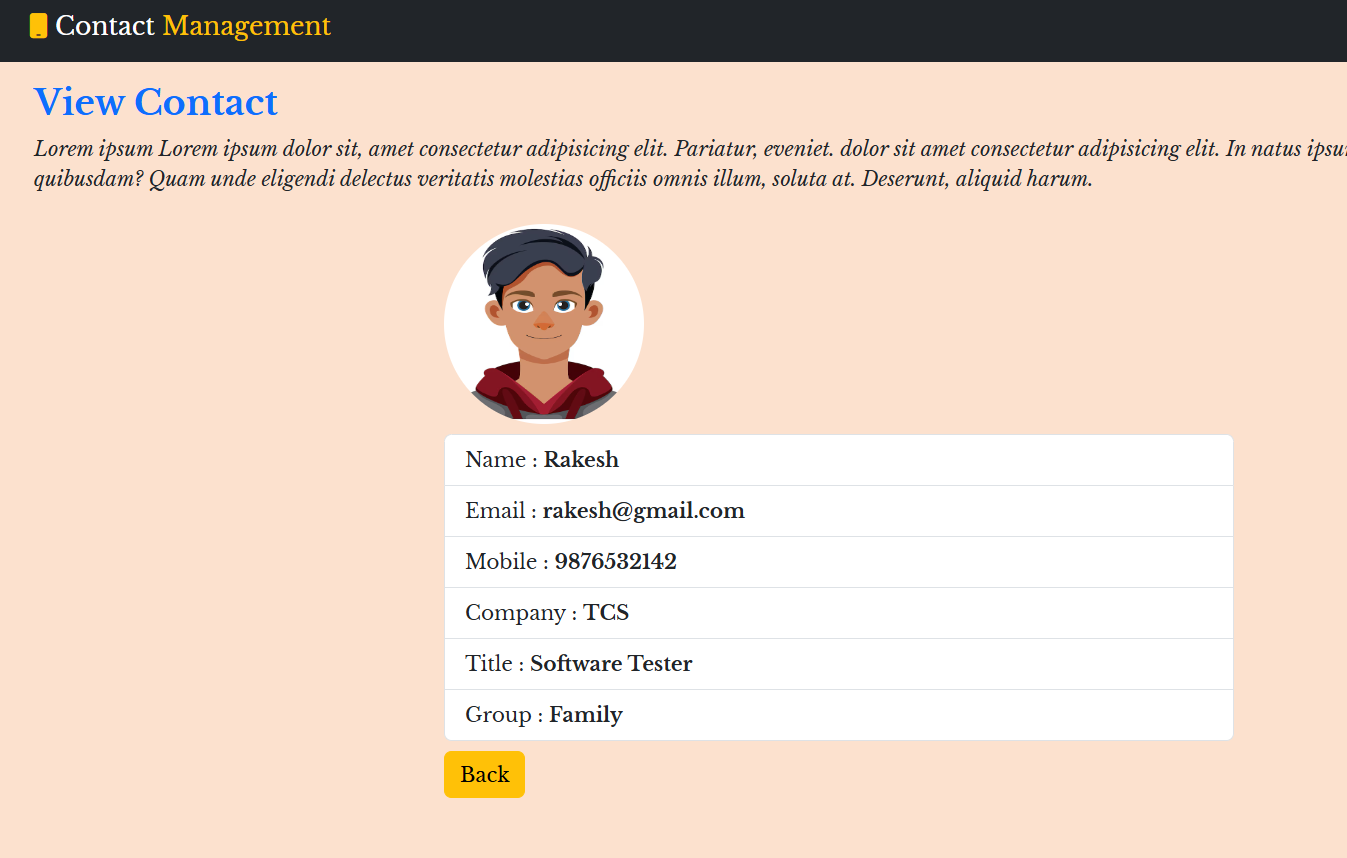 Contact Management
View Contact
Lorem ipsum Lorem ipsum dolor sit, amet consectetur adipisicing elit. Pariatur, eveniet. dolor sit amet consectetur adipisicing elit. In natus
quibusdam? Quam unde eligendi delectus veritatis molestias officiis omnis illum, soluta at. Deserunt, aliquid harum.
Name : Rakesh
Email : rakesh@gmail.com
Mobile : 9876532142
Company : TCS
Title : Software Tester
Group : Family
Back